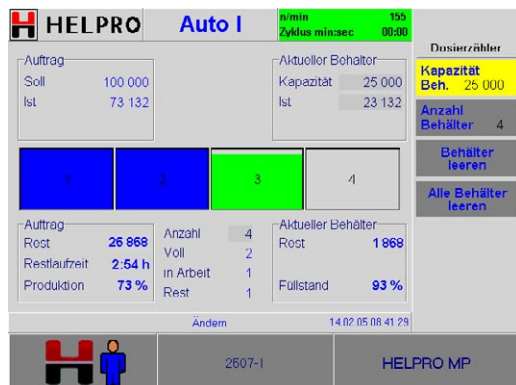 HELPRO
Auto I
n/min 155
Zyklus min:sec 00:00
Dosierzähler
Auftrag
Soll 100 000
Ist 73 132
Aktueller Behälter
Kapazität 25 000
Ist 23 132
Kapazität
Beh. 25 000
Anzahl
Behälter 4
Behälter
leeren
Alle Behälter
leeren
1
2
3
4
Auftrag
Rest 26 868
Restlaufzeit 2:54 h
Produktion 73 %
Anzahl 4
Voll 2
in Arbeit 1
Rest 1
Aktueller Behälter
Rest 1 868
Füllstand 93 %
Ändern
14.02.05 08:41:29
2507-I
HELPRO MP